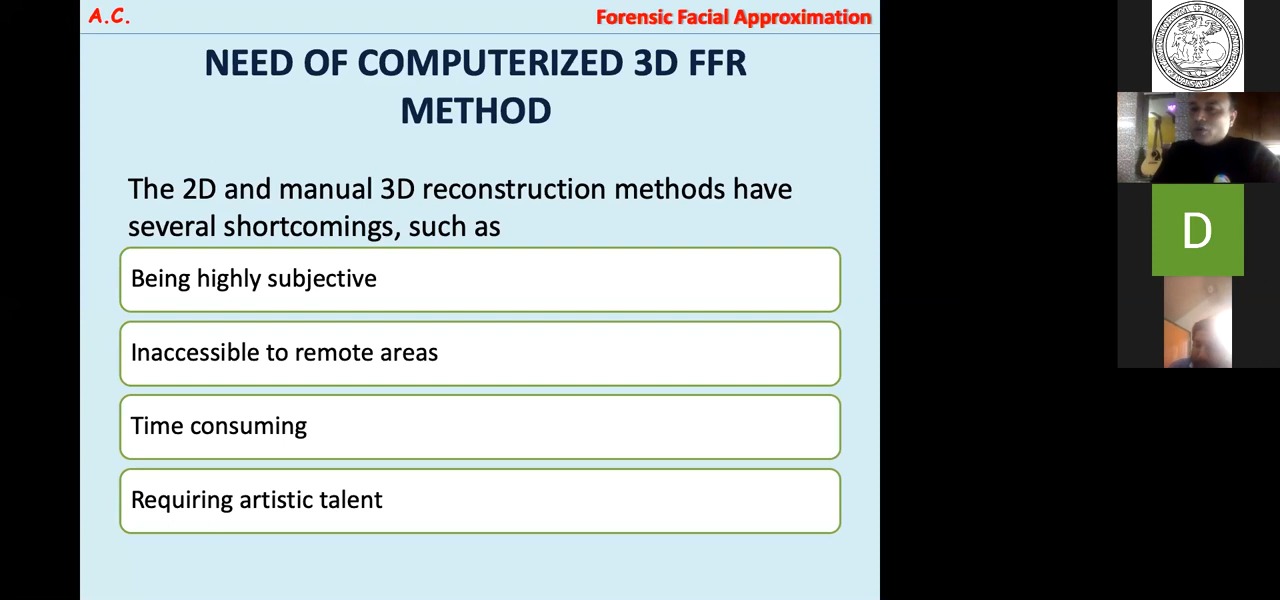 A.C.
Forensic Facial Approximation
NEED OF COMPUTERIZED 3D FFR
METHOD
The 2D and manual 3D reconstruction methods have
several shortcomings, such as
Being highly subjective
Inaccessible to remote areas
Time consuming
Requiring artistic talent
D